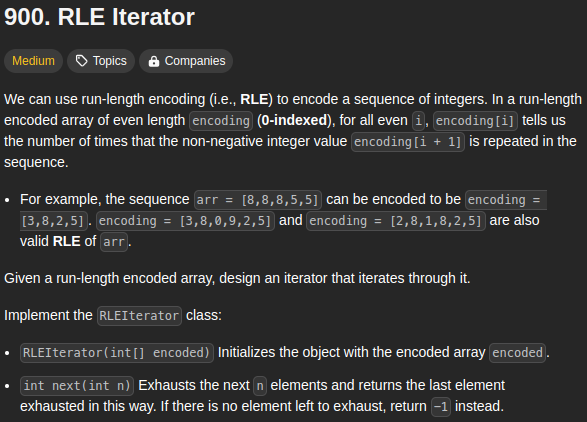 900. RLE Iterator
Medium Topics Companies
We can use run-length encoding (i.e., RLE) to encode a sequence of integers. In a run-length
encoded array of even length encoding (0-indexed), for all even i, encoding[i] tells us
the number of times that the non-negative integer value encoding[i + 1] is repeated in the
sequence.
• For example, the sequence arr = [8,8,8,5,5] can be encoded to be encoding =
[3,8,2,5]. encoding = [3,8,0,9,2,5] and encoding = [2,8,1,8,2,5] are also
valid RLE of arr.
Given a run-length encoded array, design an iterator that iterates through it.
Implement the RLEIterator class:
• RLEIterator(int[] encoded) Initializes the object with the encoded array encoded.
• int next(int n) Exhausts the next n elements and returns the last element
exhausted in this way. If there is no element left to exhaust, return -1 instead.